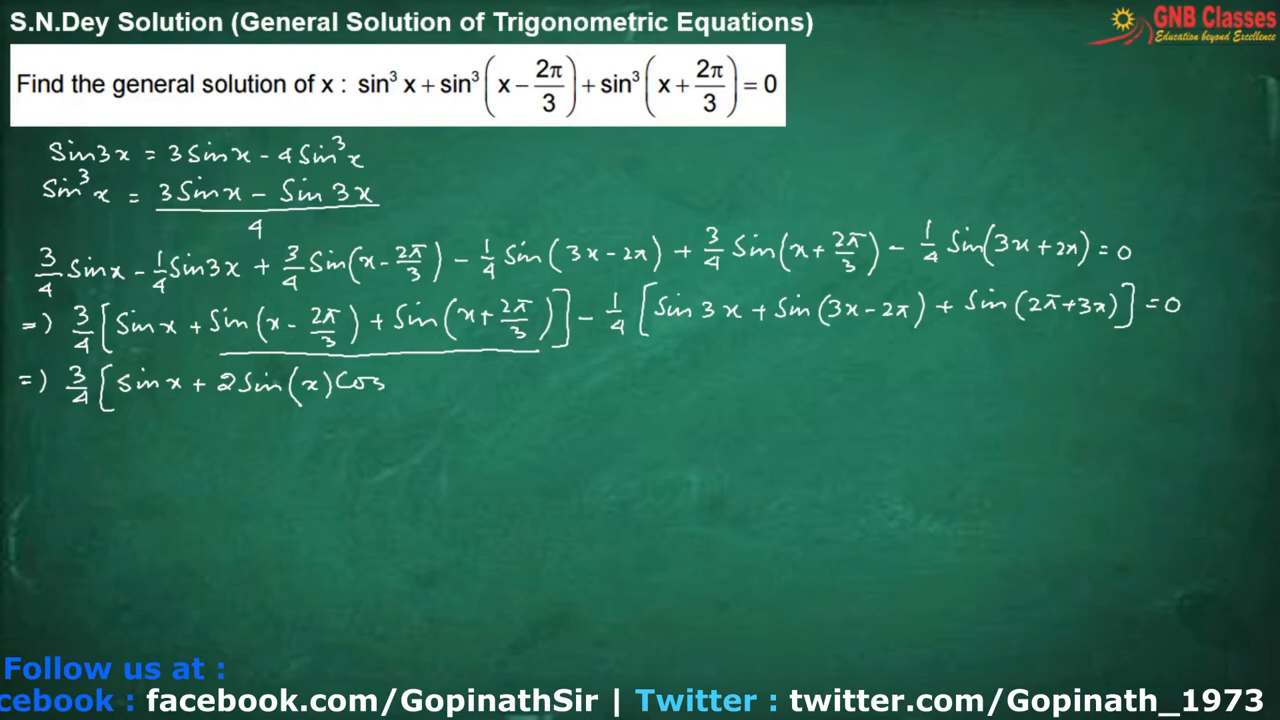 S.N.Dey Solution (General Solution of Trigonometric Equations)
GNB Classes
Education beyond Excellence
Find the general solution of x : sin³ x + sin³ (x − 2π/3) + sin³ (x + 2π/3) = 0
Sin3x = 3Sinx - 4Sin³x
Sin³x = (3Sinx - Sin 3x)/4
3/4 Sinx - 1/4 Sin3x + 3/4 Sin(x - 2π/3) - 1/4 Sin(3x - 2π) + 3/4 Sin(x + 2π/3) - 1/4 Sin(3x + 2π) = 0
=) 3/4 [Sinx + Sin(x - 2π/3) + Sin(x + 2π/3)] - 1/4 [Sin 3x + Sin(3x - 2π) + Sin(2π + 3x)] = 0
=) 3/4 [Sinx + 2Sin(x) Cos
Follow us at :
cebook : facebook.com/GopinathSir | Twitter : twitter.com/Gopinath_1973